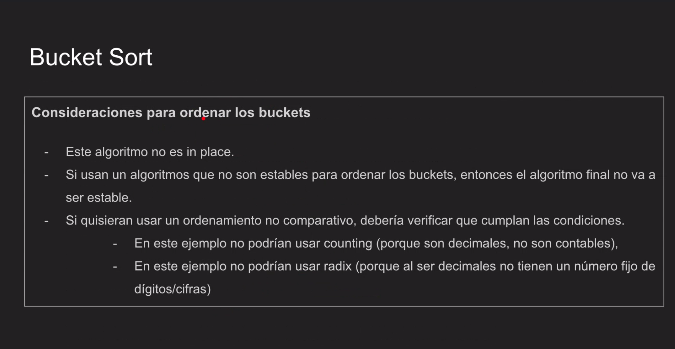 Bucket Sort
Consideraciones para ordenar los buckets
- Este algoritmo no es in place.
- Si usan un algoritmos que no son estables para ordenar los buckets, entonces el algoritmo final no va a
ser estable.
- Si quisieran usar un ordenamiento no comparativo, debería verificar que cumplan las condiciones.
- En este ejemplo no podrían usar counting (porque son decimales, no son contables),
- En este ejemplo no podrían usar radix (porque al ser decimales no tienen un número fijo de
dígitos/cifras)